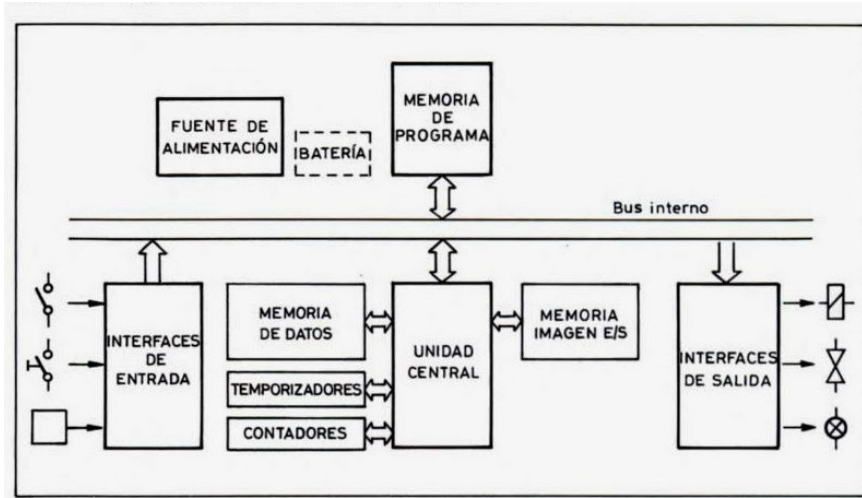 FUENTE DE
ALIMENTACIÓN
BATERÍA
MEMORIA
DE
PROGRAMA
Bus interno
INTERFACES
DE
ENTRADA
MEMORIA
DE DATOS
TEMPORIZADORES
CONTADORES
UNIDAD
CENTRAL
MEMORIA
IMAGEN E/S
INTERFACES
DE SALIDA